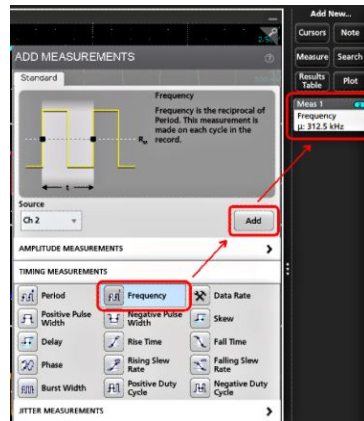 Add New...
Cursors
Note
ADD MEASUREMENTS
Measure
Search
Standard
Results Table
Plot
Frequency
Frequency is the reciprocal of
Period. This measurement is
made on each cycle in the
record.
Meas 1
Frequency
µ: 312.5 kHz
t
Source
Ch 2
Add
AMPLITUDE MEASUREMENTS
TIMING MEASUREMENTS
Period
Frequency
Data Rate
Positive Pulse
Width
Negative Pulse
Width
Skew
Delay
Rise Time
Fall Time
Phase
Rising Slew
Rate
Falling Slew
Rate
Burst Width
Positive Duty
Cycle
Negative Duty
Cycle
JITTER MEASUREMENTS